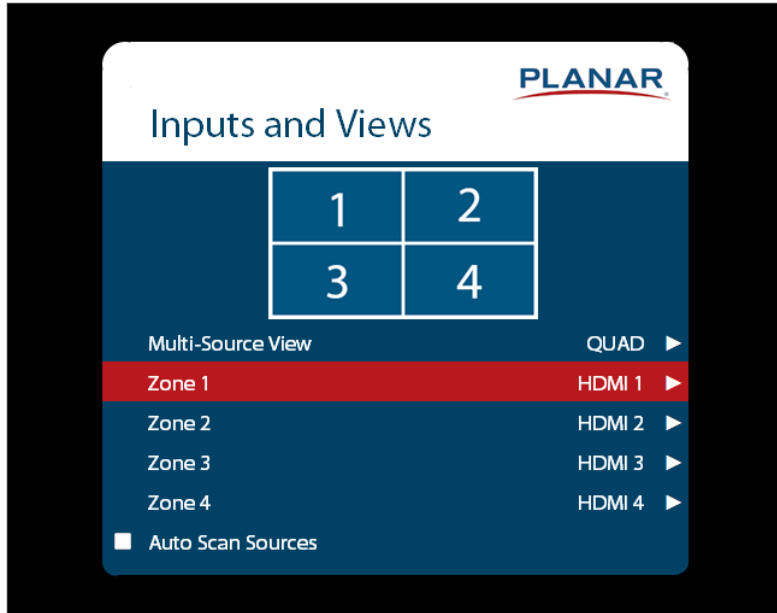 PLANAR
Inputs and Views
1 2
3 4
Multi-Source View QUAD ▶
Zone 1 HDMI 1 ▶
Zone 2 HDMI 2 ▶
Zone 3 HDMI 3 ▶
Zone 4 HDMI 4 ▶
Auto Scan Sources